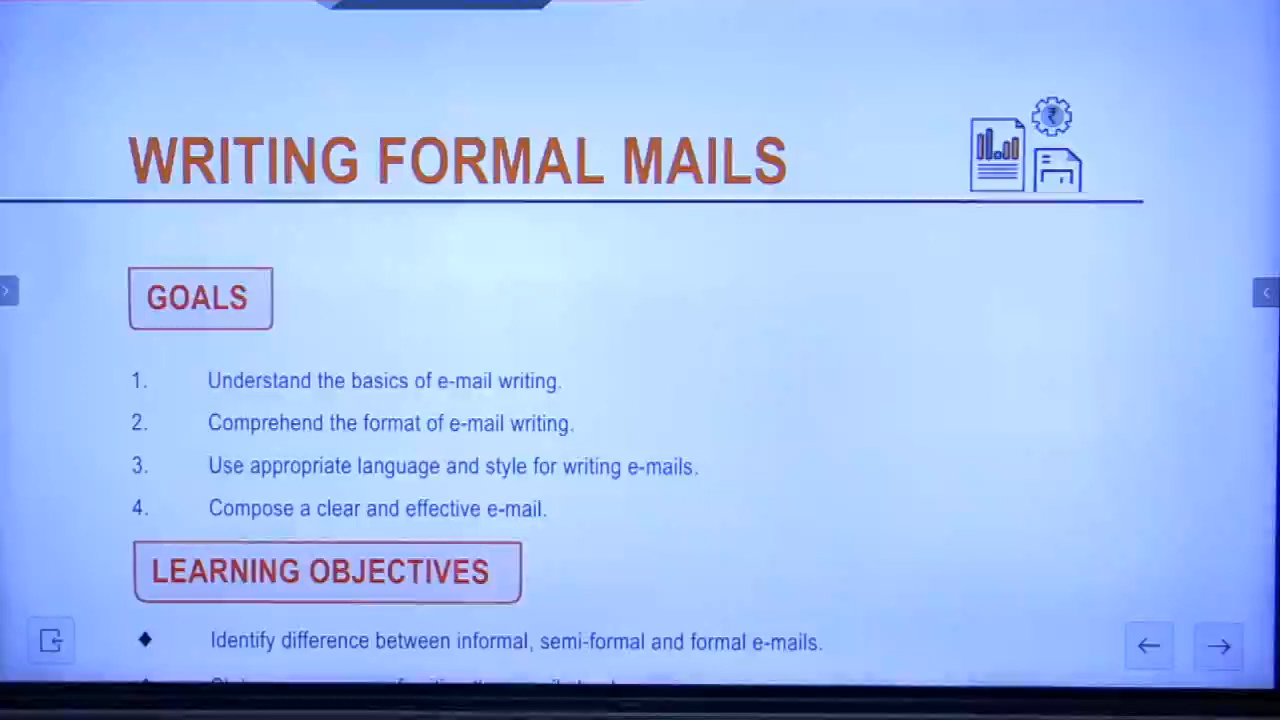 WRITING FORMAL MAILS
₹
GOALS
1. Understand the basics of e-mail writing.
2. Comprehend the format of e-mail writing.
3. Use appropriate language and style for writing e-mails.
4. Compose a clear and effective e-mail.
LEARNING OBJECTIVES
Identify difference between informal, semi-formal and formal e-mails.